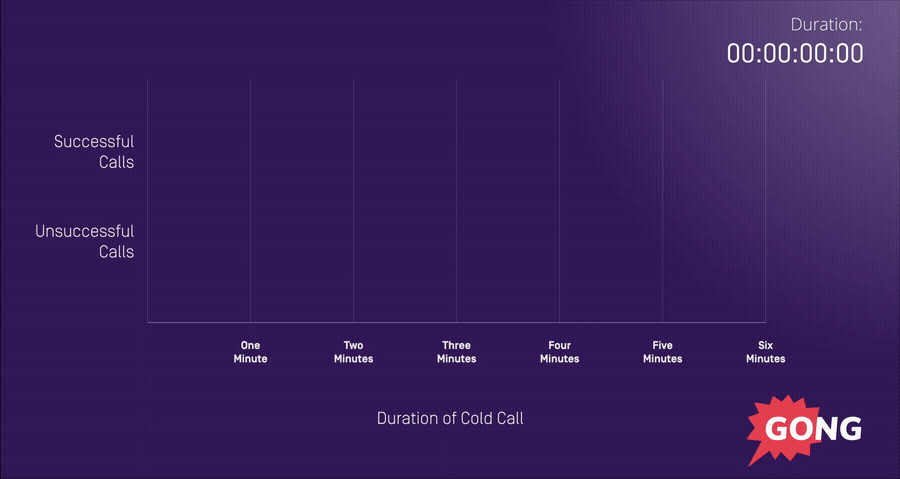 Duration:
00:00:00:00
Successful
Calls
Unsuccessful
Calls
One
Minute
Two
Minutes
Three
Minutes
Four
Minutes
Five
Minutes
Six
Minutes
Duration of Cold Call
GONG